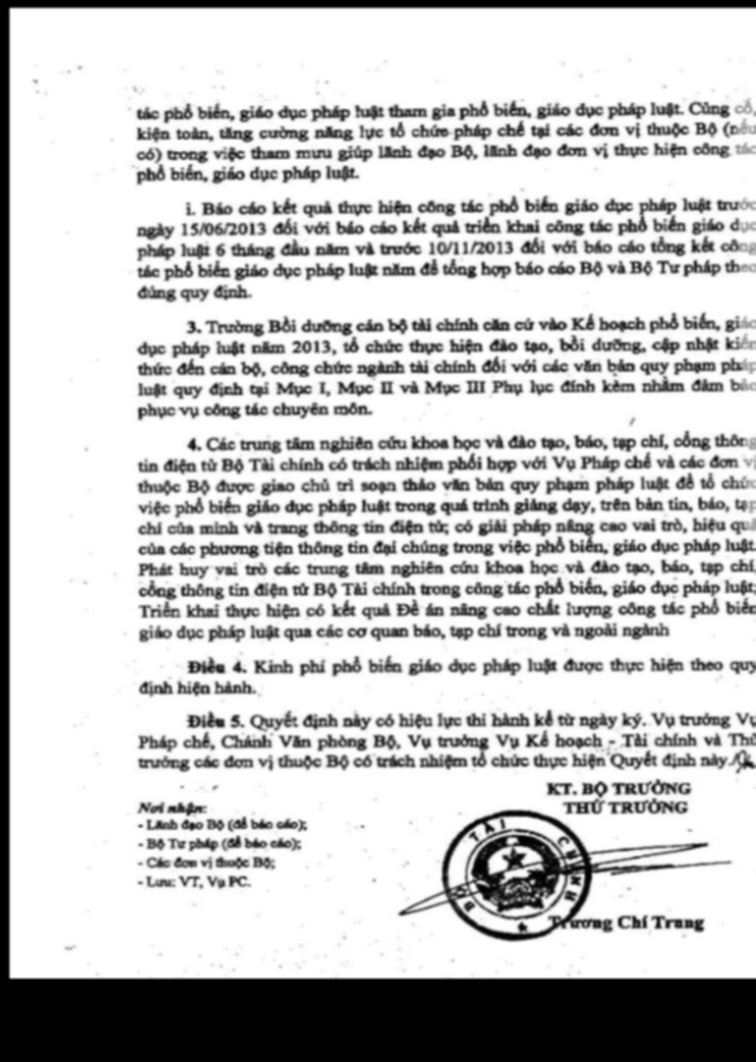 tác phổ biến, giáo dục pháp luật tham gia phổ biến, giáo dục pháp luật. Củng cố,
kiện toàn, tăng cường năng lực tổ chức pháp chế tại các đơn vị thuộc Bộ (nếu
có) trong việc tham mưu giúp lãnh đạo Bộ, lãnh đạo đơn vị thực hiện công tác
phổ biến, giáo dục pháp luật.
i. Báo cáo kết quả thực hiện công tác phổ biến giáo dục pháp luật trước
ngày 15/06/2013 đối với báo cáo kết quả triển khai công tác phổ biến giáo dục
pháp luật 6 tháng đầu năm và trước 10/11/2013 đối với báo cáo tổng kết công
tác phổ biến giáo dục pháp luật năm để tổng hợp báo cáo Bộ và Bộ Tư pháp theo
đúng quy định.
3. Trường Bồi dưỡng cán bộ tài chính căn cứ vào Kế hoạch phổ biến, giáo
dục pháp luật năm 2013, tổ chức thực hiện đào tạo, bồi dưỡng, cập nhật kiến
thức đến cán bộ, công chức ngành tài chính đối với các văn bản quy phạm pháp
luật quy định tại Mục I, Mục II và Mục III Phụ lục đính kèm nhằm đảm bảo
phục vụ công tác chuyên môn.
4. Các trung tâm nghiên cứu khoa học và đào tạo, báo, tạp chí, cổng thông
tin điện tử Bộ Tài chính có trách nhiệm phối hợp với Vụ Pháp chế và các đơn vị
thuộc Bộ được giao chủ trì soạn thảo văn bản quy phạm pháp luật để tổ chức
việc phổ biến giáo dục pháp luật trong quá trình giảng dạy, trên bản tin, báo, tạp
chí của mình và trang thông tin điện tử; có giải pháp nâng cao vai trò, hiệu quả
của các phương tiện thông tin đại chúng trong việc phổ biến, giáo dục pháp luật.
Phát huy vai trò các trung tâm nghiên cứu khoa học và đào tạo, báo, tạp chí,
cổng thông tin điện tử Bộ Tài chính trong công tác phổ biến, giáo dục pháp luật;
Triển khai thực hiện có kết quả Đề án nâng cao chất lượng công tác phổ biến
giáo dục pháp luật qua các cơ quan báo, tạp chí trong và ngoài ngành
Điều 4. Kinh phí phổ biến giáo dục pháp luật được thực hiện theo quy
định hiện hành.
Điều 5. Quyết định này có hiệu lực thi hành kể từ ngày ký. Vụ trưởng Vụ
Pháp chế, Chánh Văn phòng Bộ, Vụ trưởng Vụ Kế hoạch - Tài chính và Thủ
trưởng các đơn vị thuộc Bộ có trách nhiệm tổ chức thực hiện Quyết định này./.
KT. BỘ TRƯỞNG
THỨ TRƯỞNG
Nơi nhận:
- Lãnh đạo Bộ (để báo cáo);
- Bộ Tư pháp (để báo cáo);
- Các đơn vị thuộc Bộ;
- Lưu: VT, Vụ PC.
BỘ TÀI CHÍNH
Trương Chí Trung